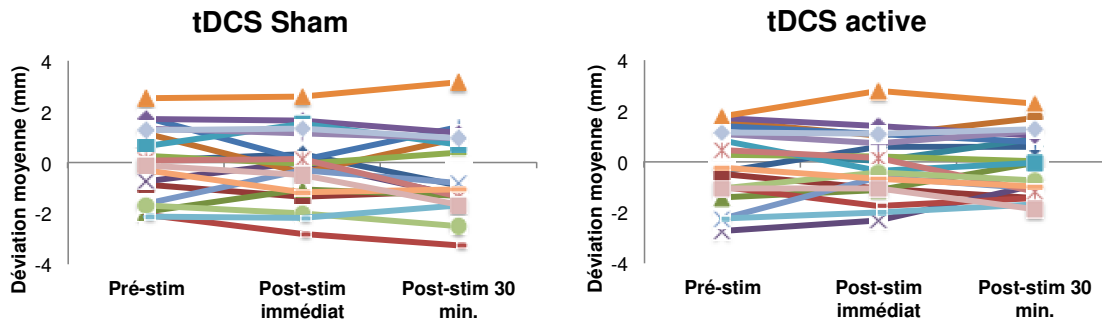 tDCS Sham
Déviation moyenne (mm)
4
2
0
-2
-4
Pré-stim
Post-stim
immédiat
Post-stim 30
min.
tDCS active
Déviation moyenne (mm)
4
2
0
-2
-4
Pré-stim
Post-stim
immédiat
Post-stim 30
min.